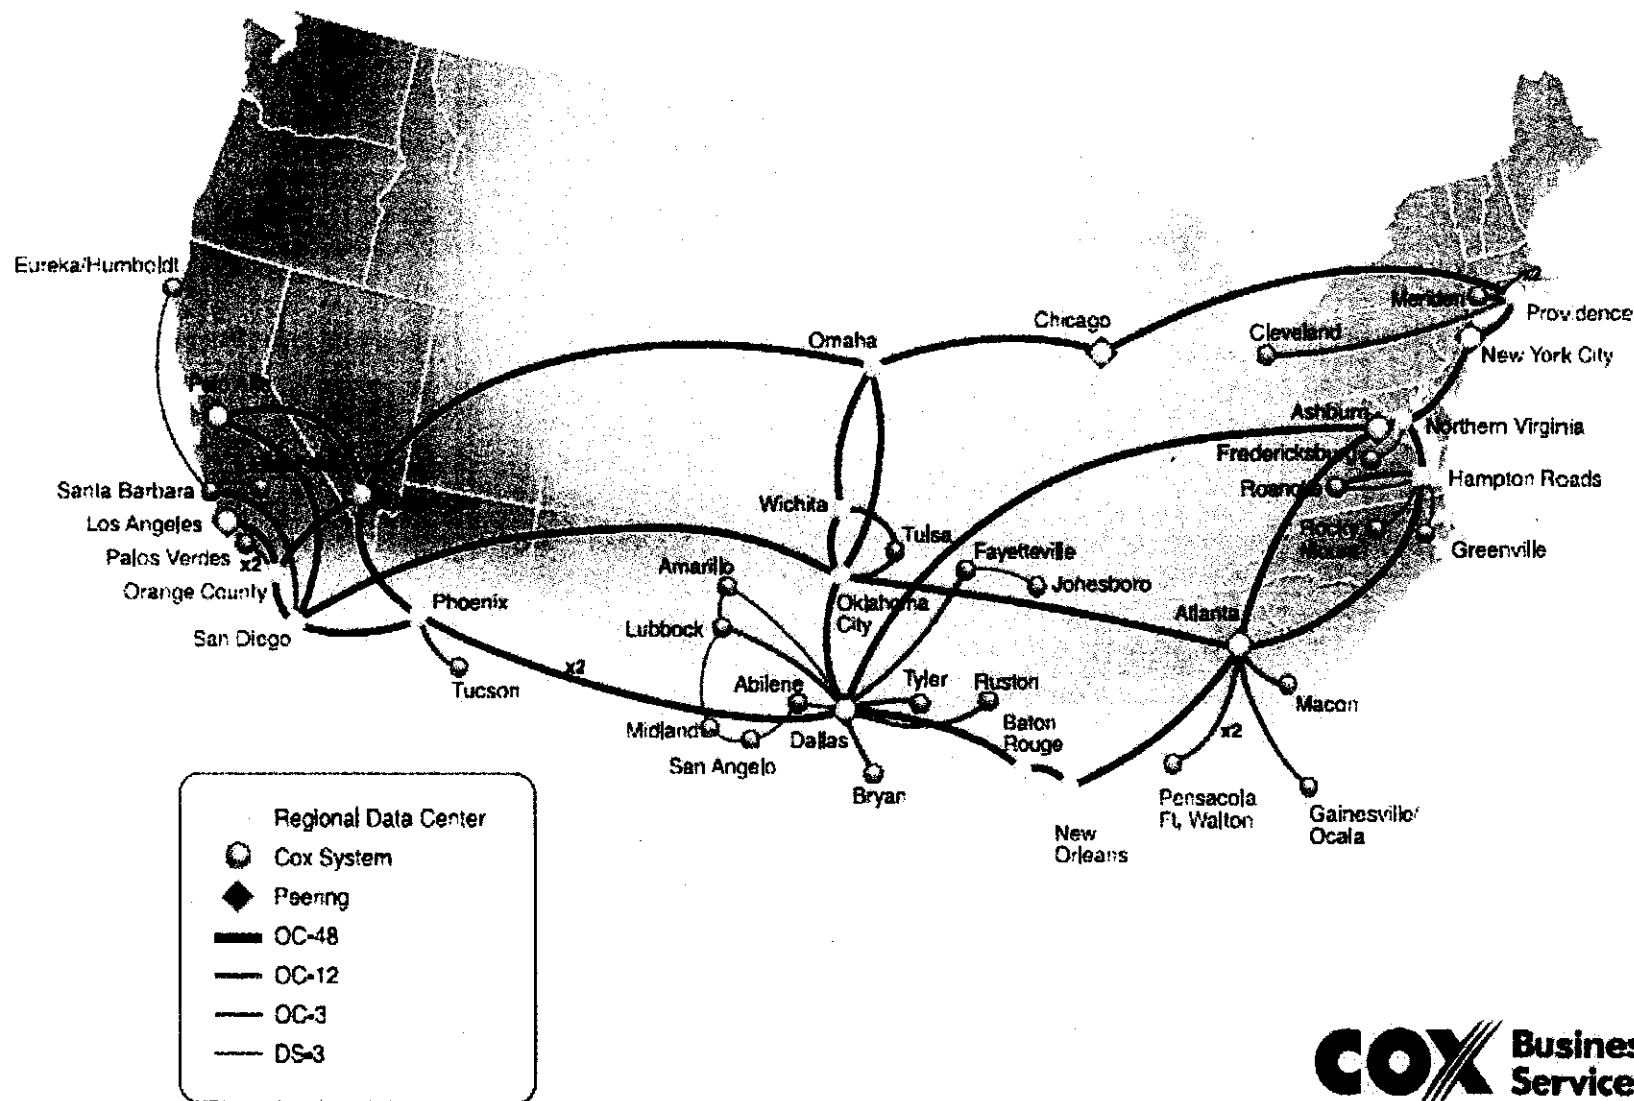 Eureka/Humboldt
Chicago
Omaha
Cleveland
Meriden
x2
Providence
New York City
Ashburn
Northern Virginia
Fredericksburg
Roanoke
Hampton Roads
Rocky
Mount
Greenville
Santa Barbara
Los Angeles
Palos Verdes
x2
Orange County
San Diego
Phoenix
Tucson
x2
Wichita
Tulsa
Amarillo
Lubbock
Oklahoma
City
Fayetteville
Jonesboro
Atlanta
Abilene
Tyler
Ruston
Midland
San Angelo
Dallas
Bryan
Baton
Rouge
New
Orleans
Macon
x2
Pensacola
Ft. Walton
Gainesville/
Ocala
Regional Data Center
Cox System
Peering
OC-48
OC-12
OC-3
DS-3
COX
Busines
Service